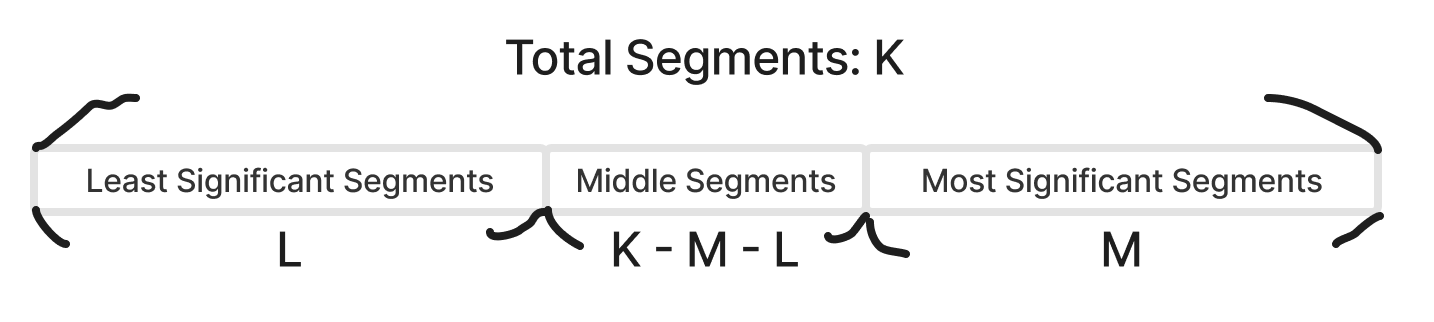 Total Segments: K
Least Significant Segments Middle Segments Most Significant Segments
L K - M - L M